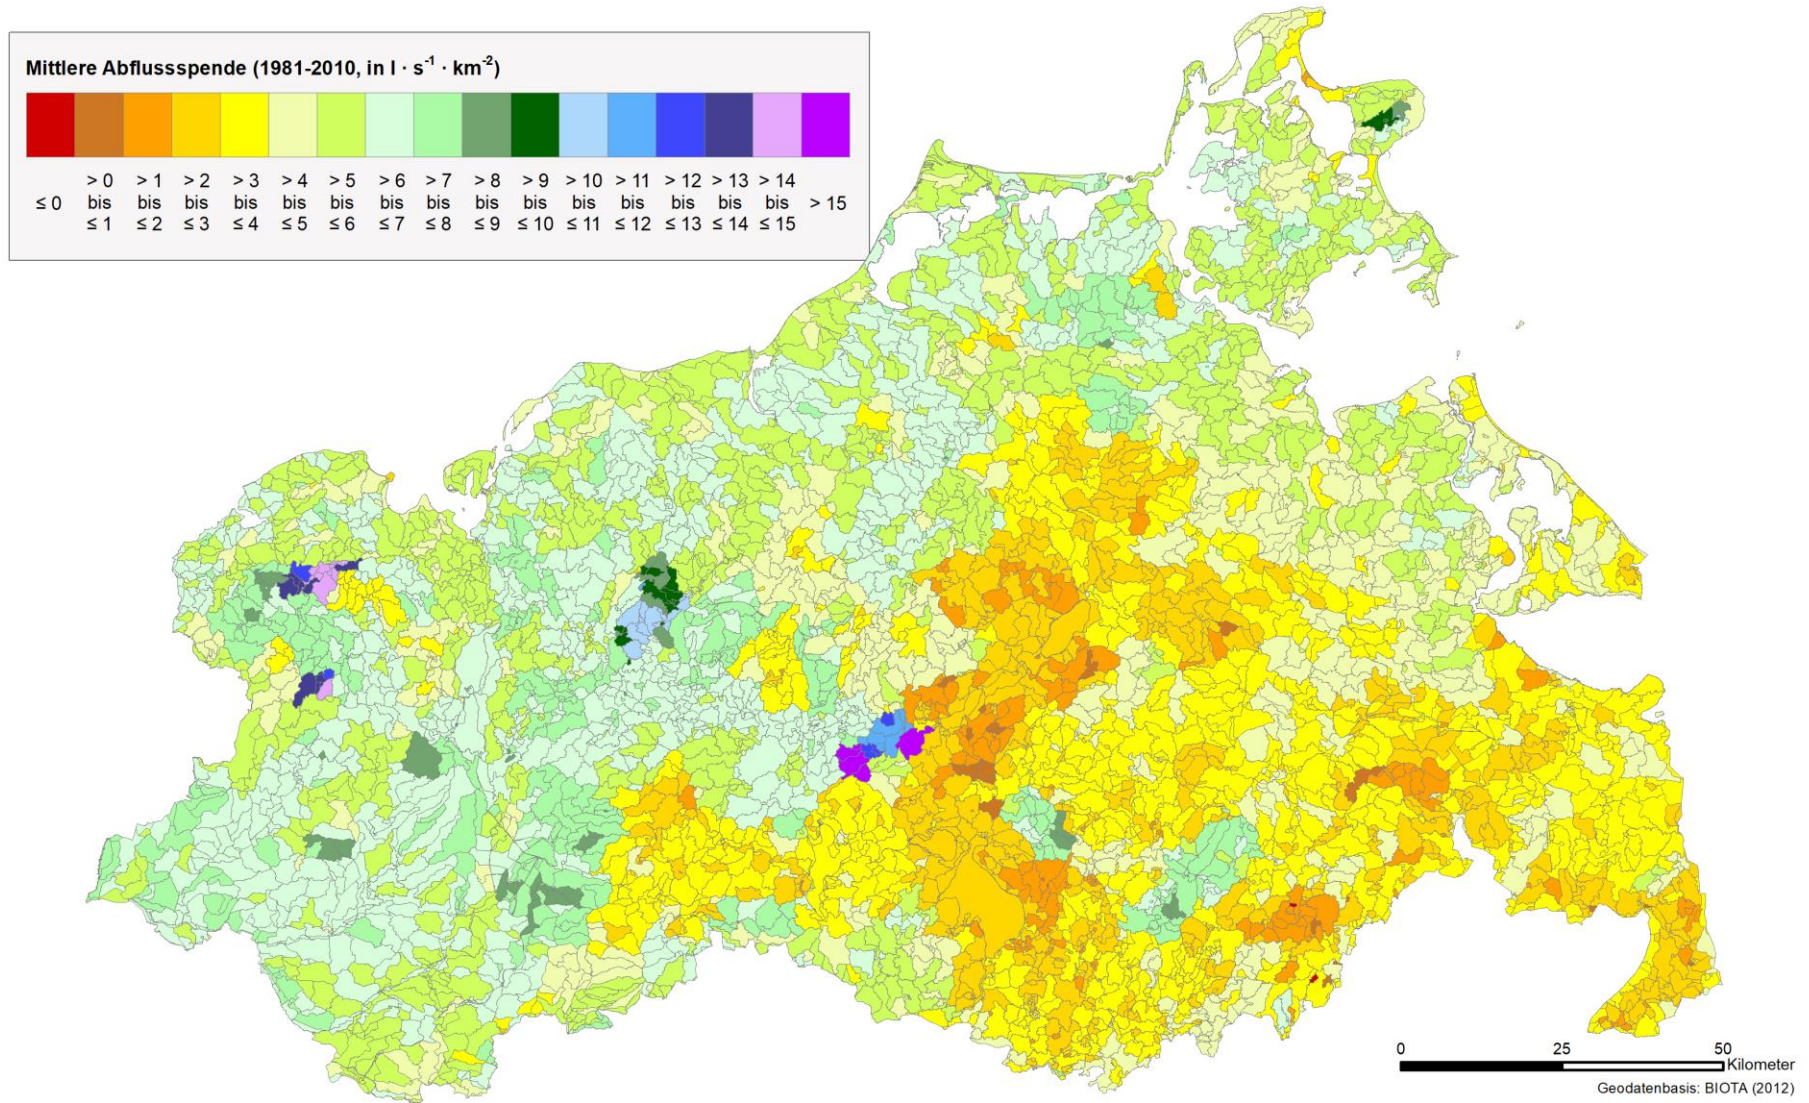 Mittlere Abflussspende (1981-2010, in l · s⁻¹ · km⁻²)
≤ 0
> 0 bis ≤ 1
> 1 bis ≤ 2
> 2 bis ≤ 3
> 3 bis ≤ 4
> 4 bis ≤ 5
> 5 bis ≤ 6
> 6 bis ≤ 7
> 7 bis ≤ 8
> 8 bis ≤ 9
> 9 bis ≤ 10
> 10 bis ≤ 11
> 11 bis ≤ 12
> 12 bis ≤ 13
> 13 bis ≤ 14
> 14 bis ≤ 15
> 15
0 25 50
Kilometer
Geodatenbasis: BIOTA (2012)